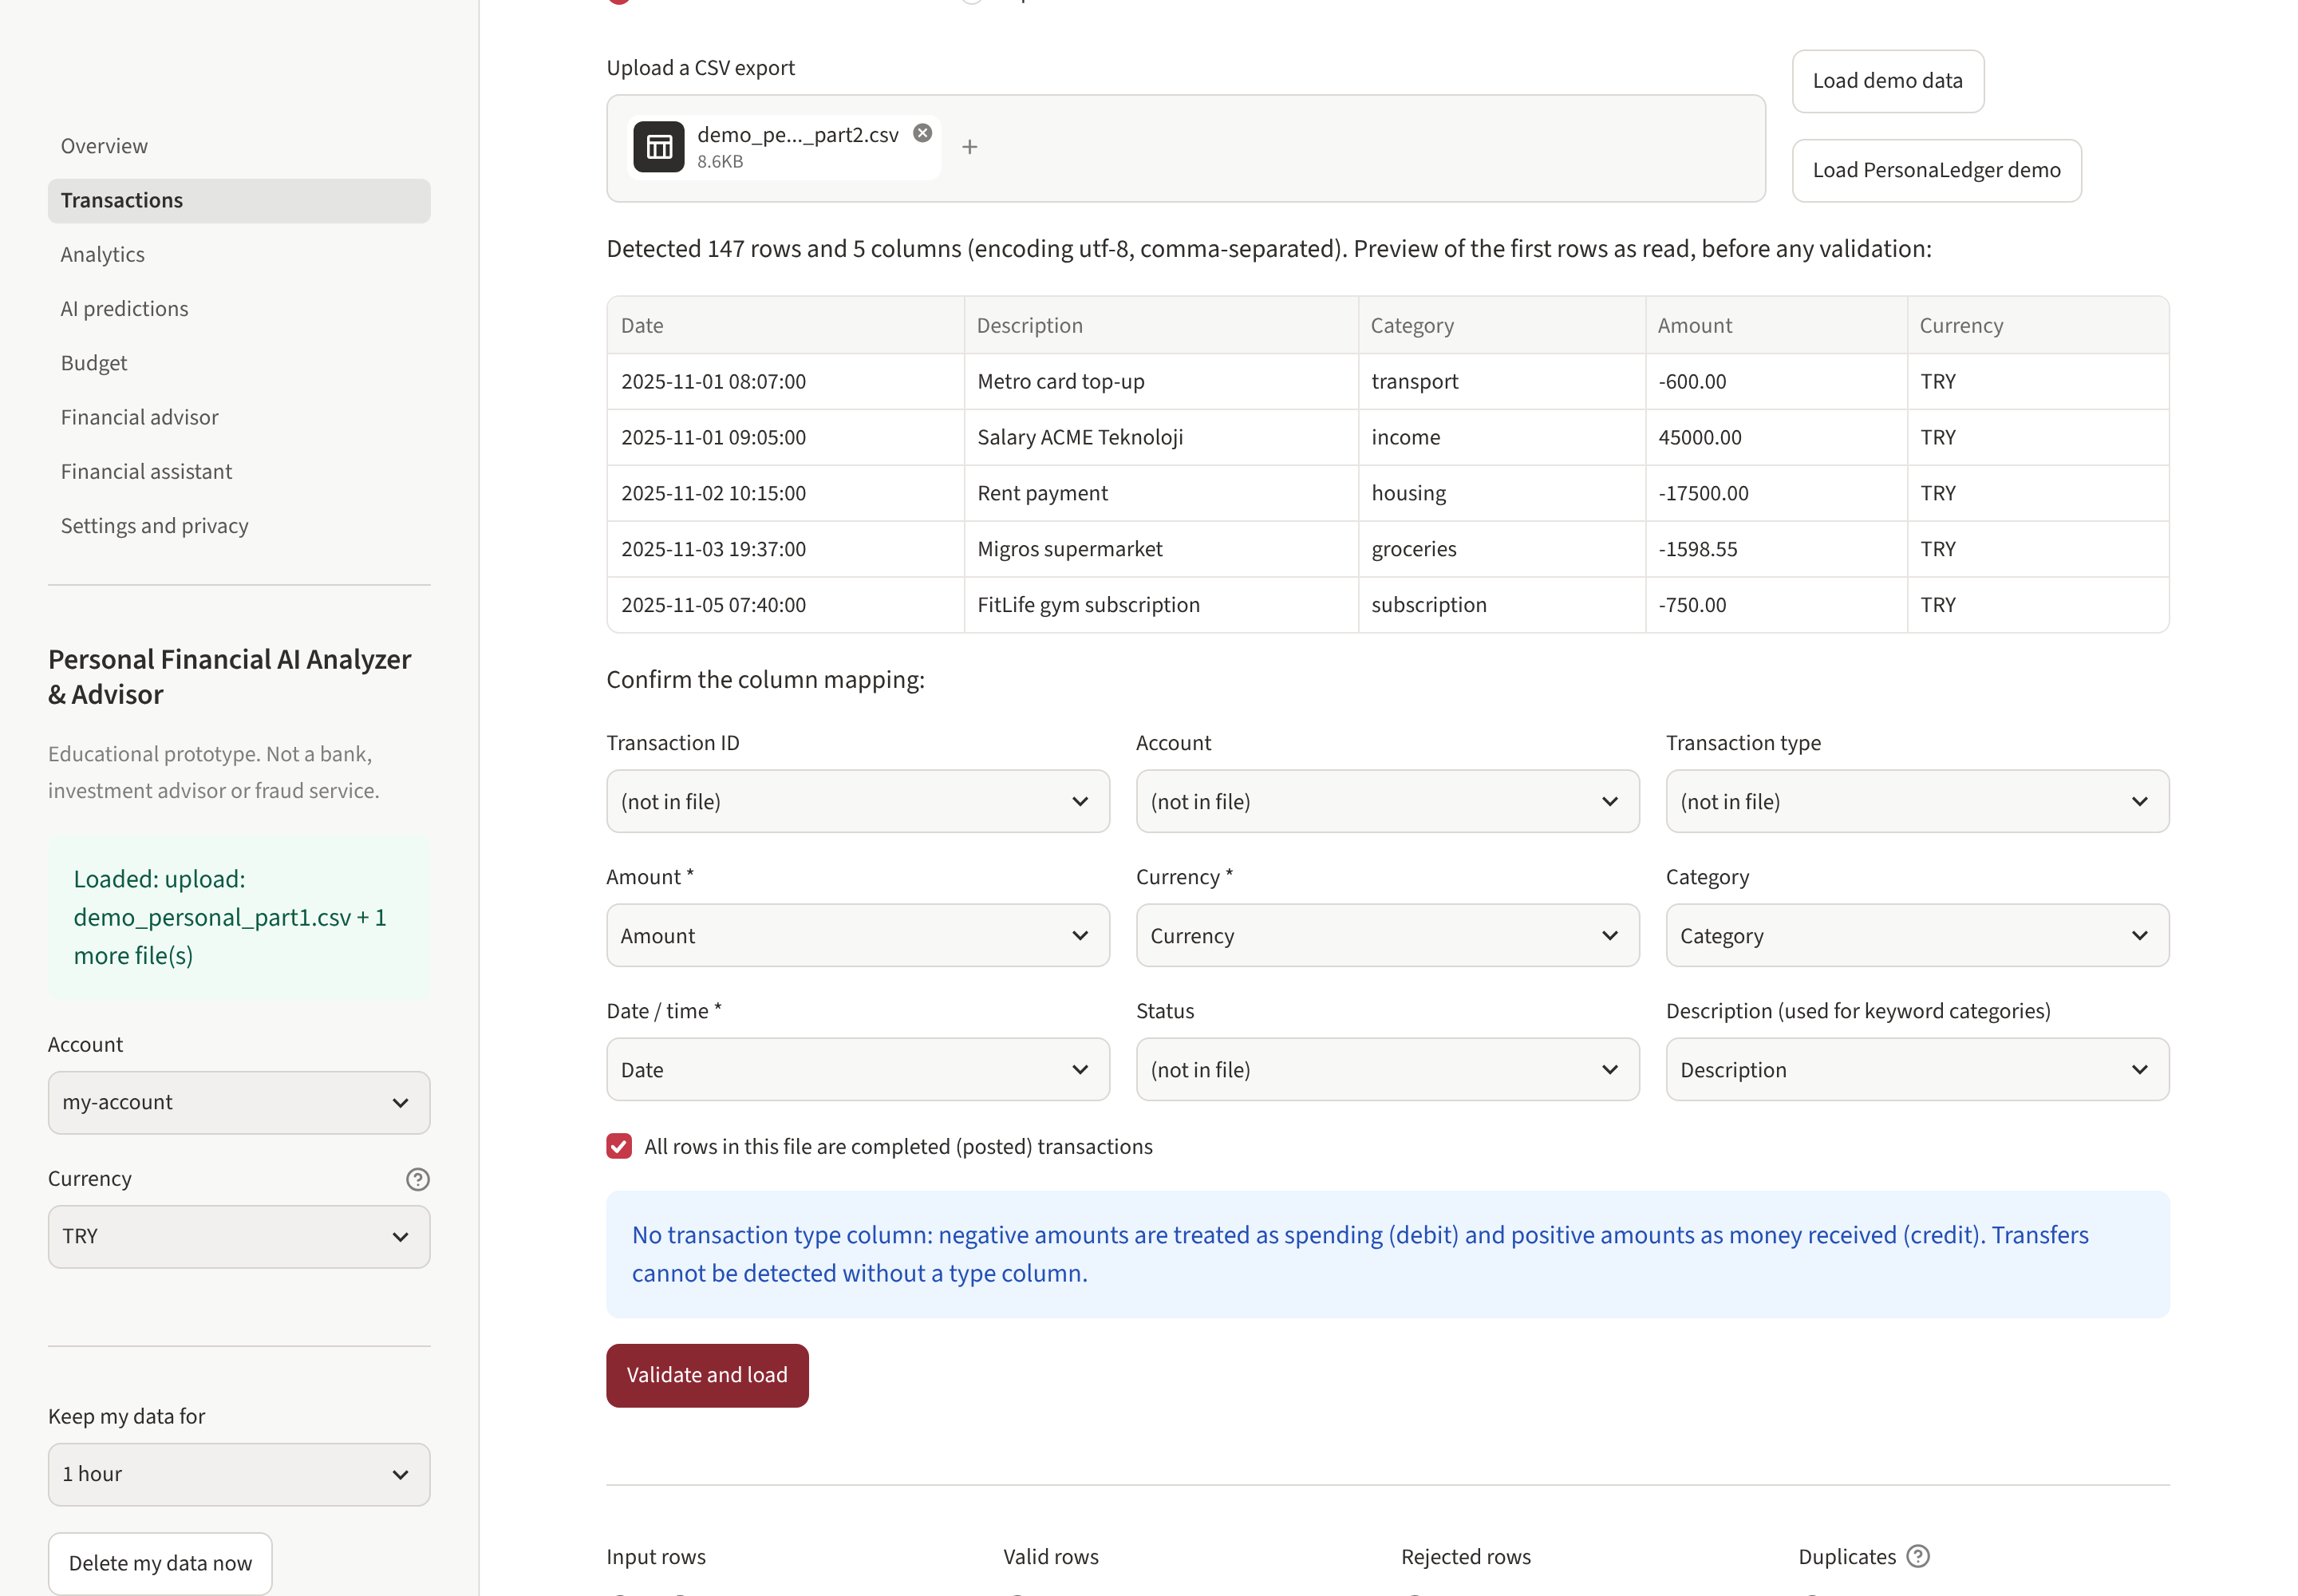 Overview
Transactions
Analytics
AI predictions
Budget
Financial advisor
Financial assistant
Settings and privacy
Personal Financial AI Analyzer
& Advisor
Educational prototype. Not a bank,
investment advisor or fraud service.
Loaded: upload:
demo_personal_part1.csv + 1
more file(s)
Account
my-account
Currency
TRY
Keep my data for
1 hour
Delete my data now
Upload a CSV export
demo_pe..._part2.csv
8.6KB
Load demo data
Load PersonaLedger demo
Detected 147 rows and 5 columns (encoding utf-8, comma-separated). Preview of the first rows as read, before any validation:
Date Description Category Amount Currency
2025-11-01 08:07:00 Metro card top-up transport -600.00 TRY
2025-11-01 09:05:00 Salary ACME Teknoloji income 45000.00 TRY
2025-11-02 10:15:00 Rent payment housing -17500.00 TRY
2025-11-03 19:37:00 Migros supermarket groceries -1598.55 TRY
2025-11-05 07:40:00 FitLife gym subscription subscription -750.00 TRY
Confirm the column mapping:
Transaction ID Account Transaction type
(not in file) (not in file) (not in file)
Amount * Currency * Category
Amount Currency Category
Date / time * Status Description (used for keyword categories)
Date (not in file) Description
All rows in this file are completed (posted) transactions
No transaction type column: negative amounts are treated as spending (debit) and positive amounts as money received (credit). Transfers
cannot be detected without a type column.
Validate and load
Input rows Valid rows Rejected rows Duplicates